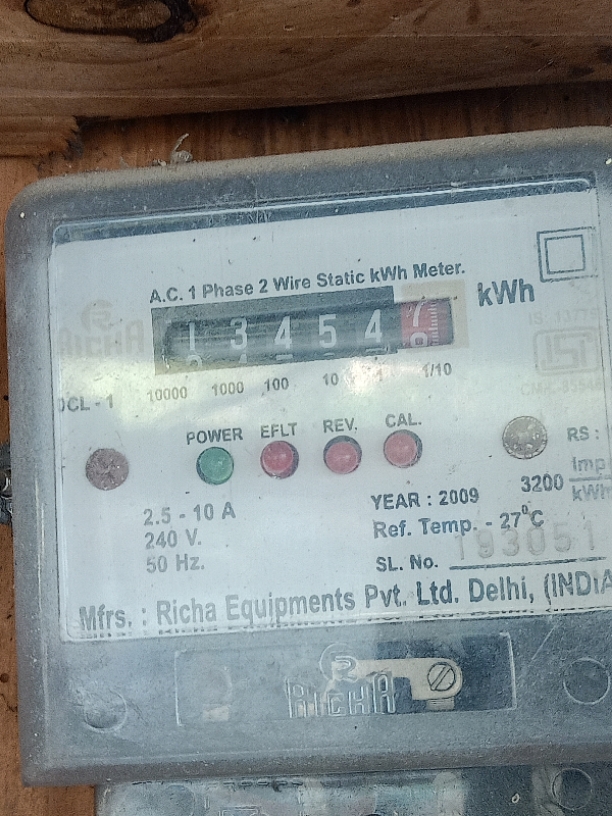 A.C. 1 Phase 2 Wire Static kWh Meter.
RICHA
1 3 4 5 4 7 kWh
10000 1000 100 10 1 1/10
CL - 1
POWER EFLT REV. CAL.
RS :
3200 Imp
kWh
2.5 - 10 A
240 V.
50 Hz.
YEAR : 2009
Ref. Temp. - 27°C
SL. No. 193051
Mfrs. : Richa Equipments Pvt. Ltd. Delhi, (INDIA
RICHA